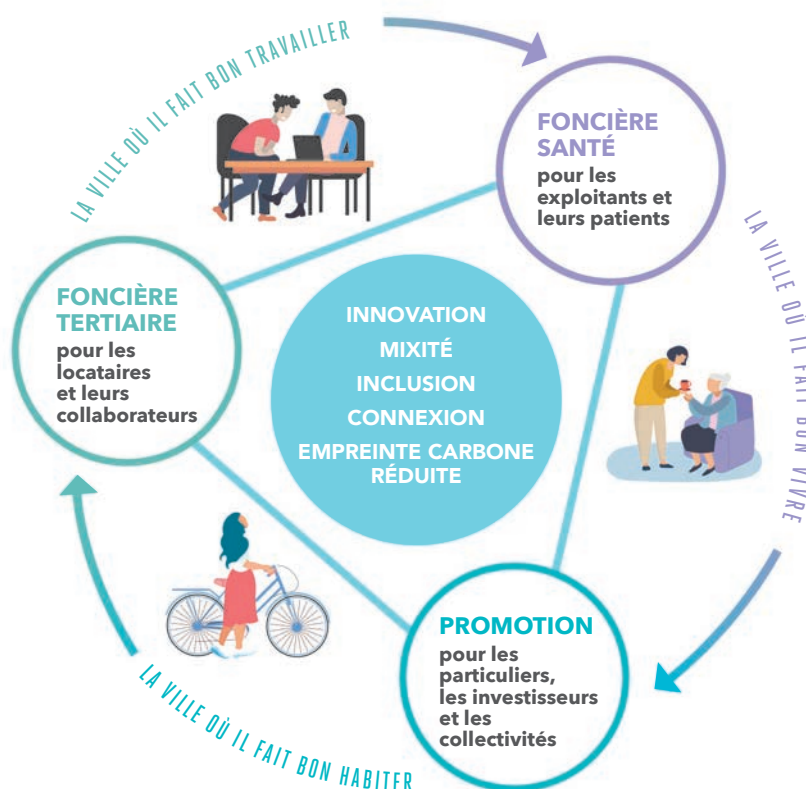 LA VILLE OÙ IL FAIT BON TRAVAILLER
FONCIÈRE
SANTÉ
pour les
exploitants et
leurs patients
LA VILLE OÙ IL FAIT BON VIVRE
FONCIÈRE
TERTIAIRE
pour les
locataires
et leurs
collaborateurs
INNOVATION
MIXITÉ
INCLUSION
CONNEXION
EMPREINTE CARBONE
RÉDUITE
PROMOTION
pour les
particuliers,
les investisseurs
et les
collectivités
LA VILLE OÙ IL FAIT BON HABITER